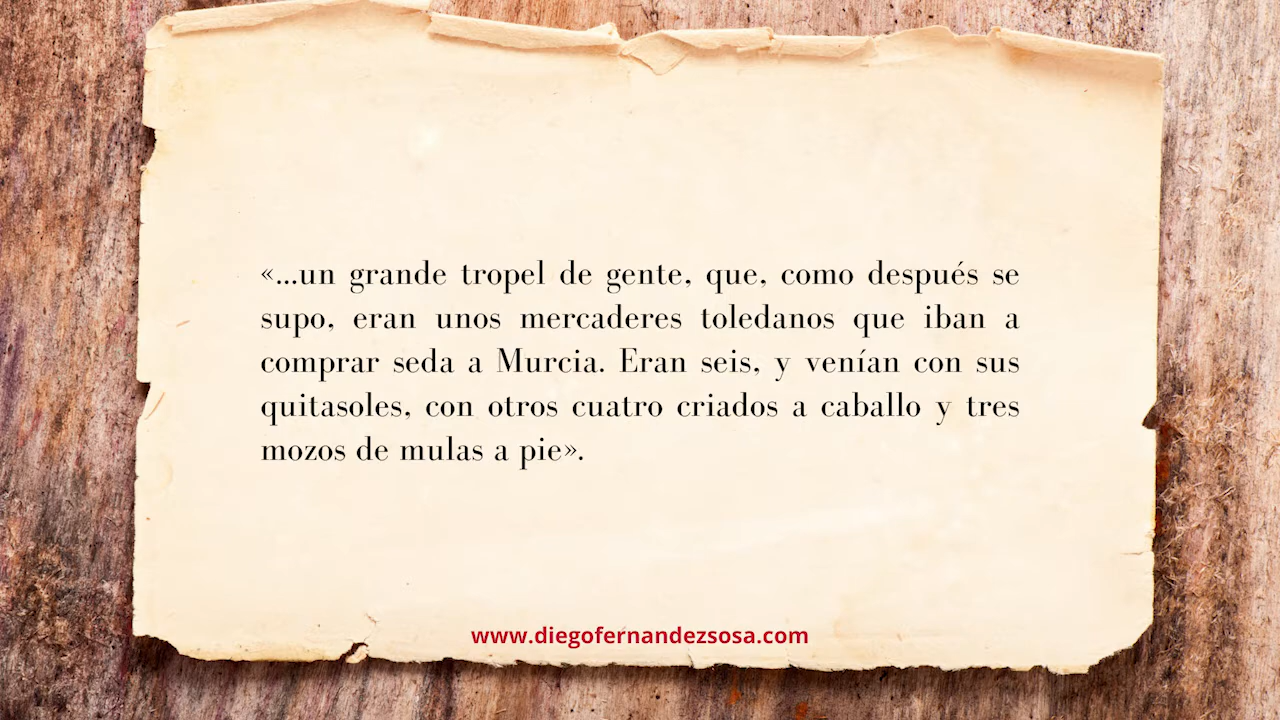 «...un grande tropel de gente, que, como después se
supo, eran unos mercaderes toledanos que iban a
comprar seda a Murcia. Eran seis, y venían con sus
quitasoles, con otros cuatro criados a caballo y tres
mozos de mulas a pie».
www.diegofernandezsosa.com